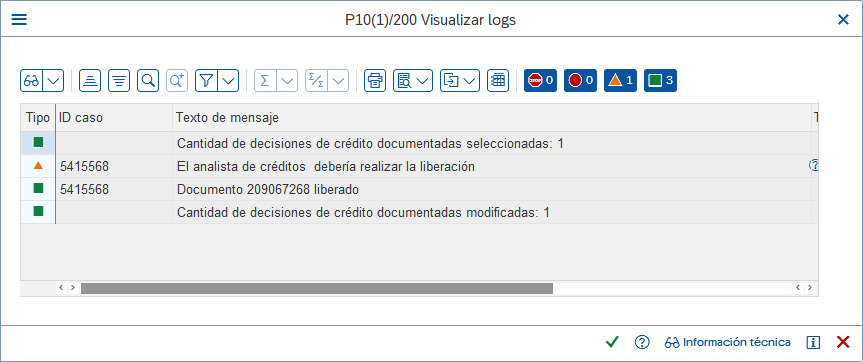 P10(1)/200 Visualizar logs
STOP 0 0 1 3
Tipo ID caso Texto de mensaje T
Cantidad de decisiones de crédito documentadas seleccionadas: 1
5415568 El analista de créditos  debería realizar la liberación
5415568 Documento 209067268 liberado
Cantidad de decisiones de crédito documentadas modificadas: 1
Información técnica